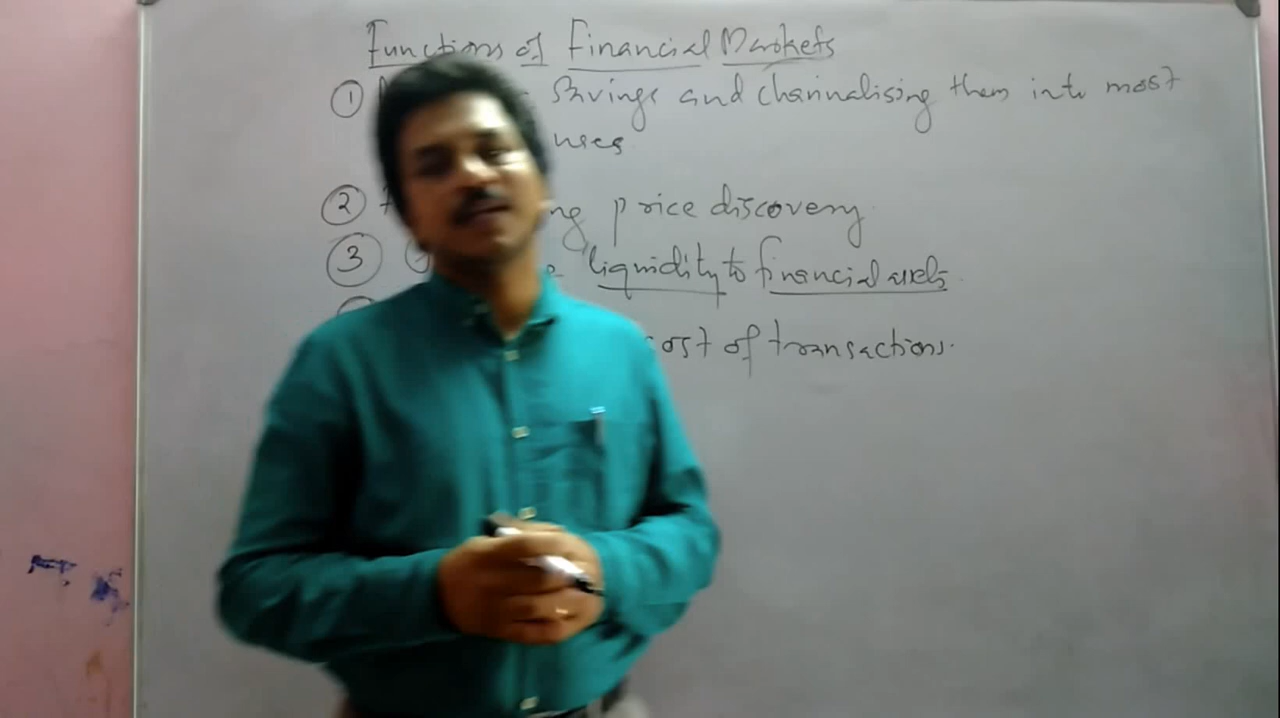 Functions of Financial Markets
① Savings and channalising them into most
uses
② price discovery
③ liquidity to financial assets
cost of transactions.